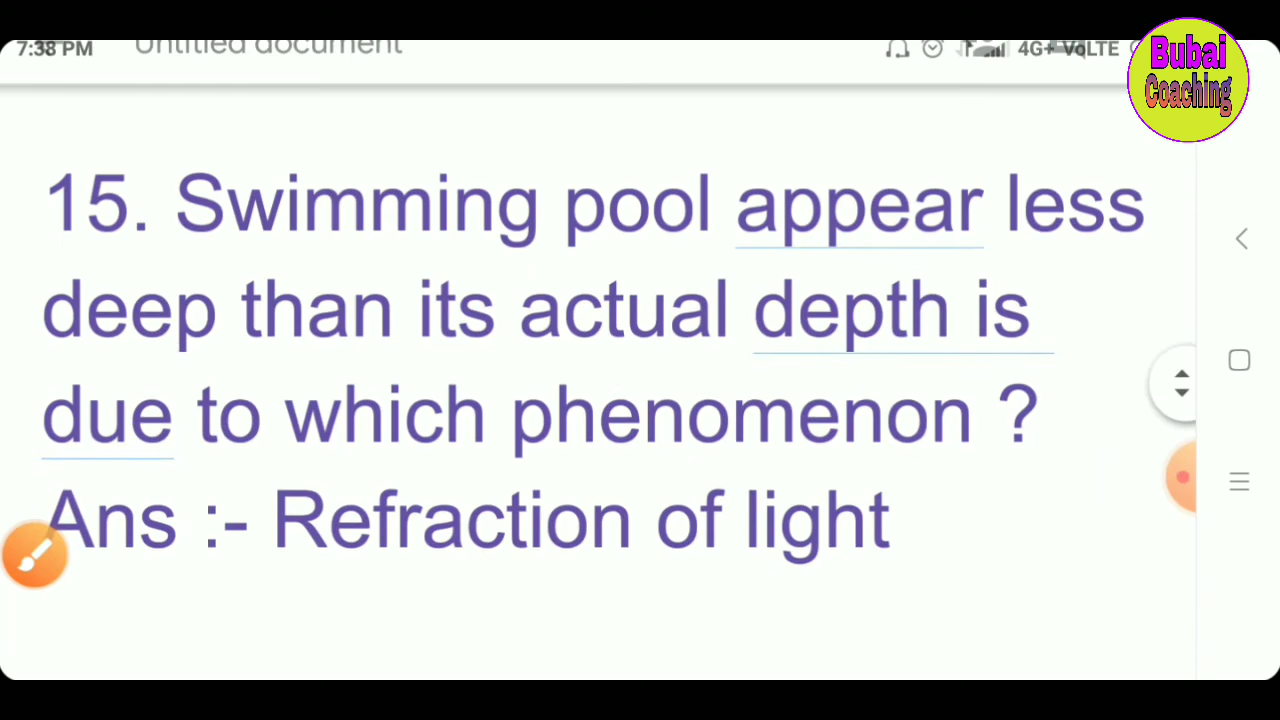 7:38 PM Untitled document 4G+ VoLTE
Bubai
Coaching
15. Swimming pool appear less
deep than its actual depth is
due to which phenomenon ?
Ans :- Refraction of light